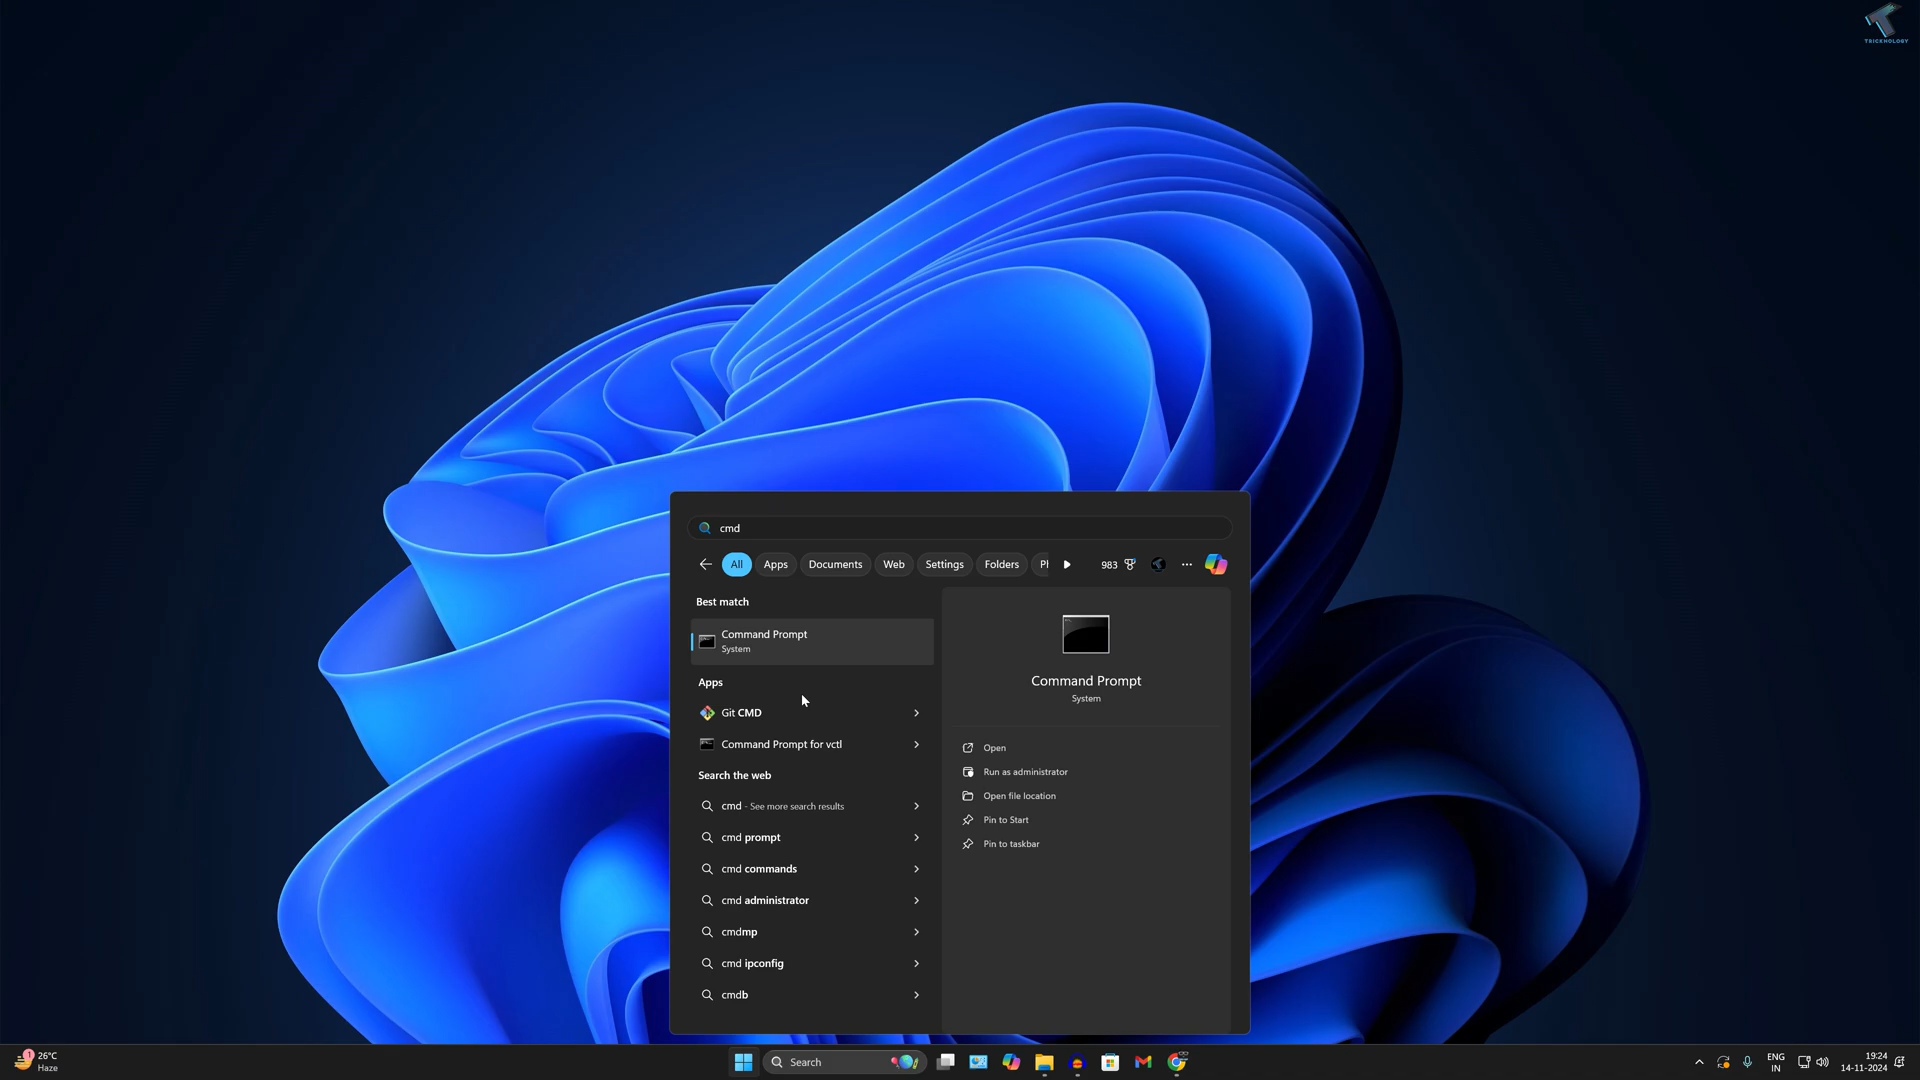 TRICKNOLOGY
cmd
All
Apps
Documents
Web
Settings
Folders
983
Best match
Command Prompt
System
Apps
Git CMD
Command Prompt for vctl
Search the web
cmd - See more search results
cmd prompt
cmd commands
cmd administrator
cmdmp
cmd ipconfig
cmdb
Command Prompt
System
Open
Run as administrator
Open file location
Pin to Start
Pin to taskbar
1
26°C
Haze
Search
ENG
IN
19:24
14-11-2024